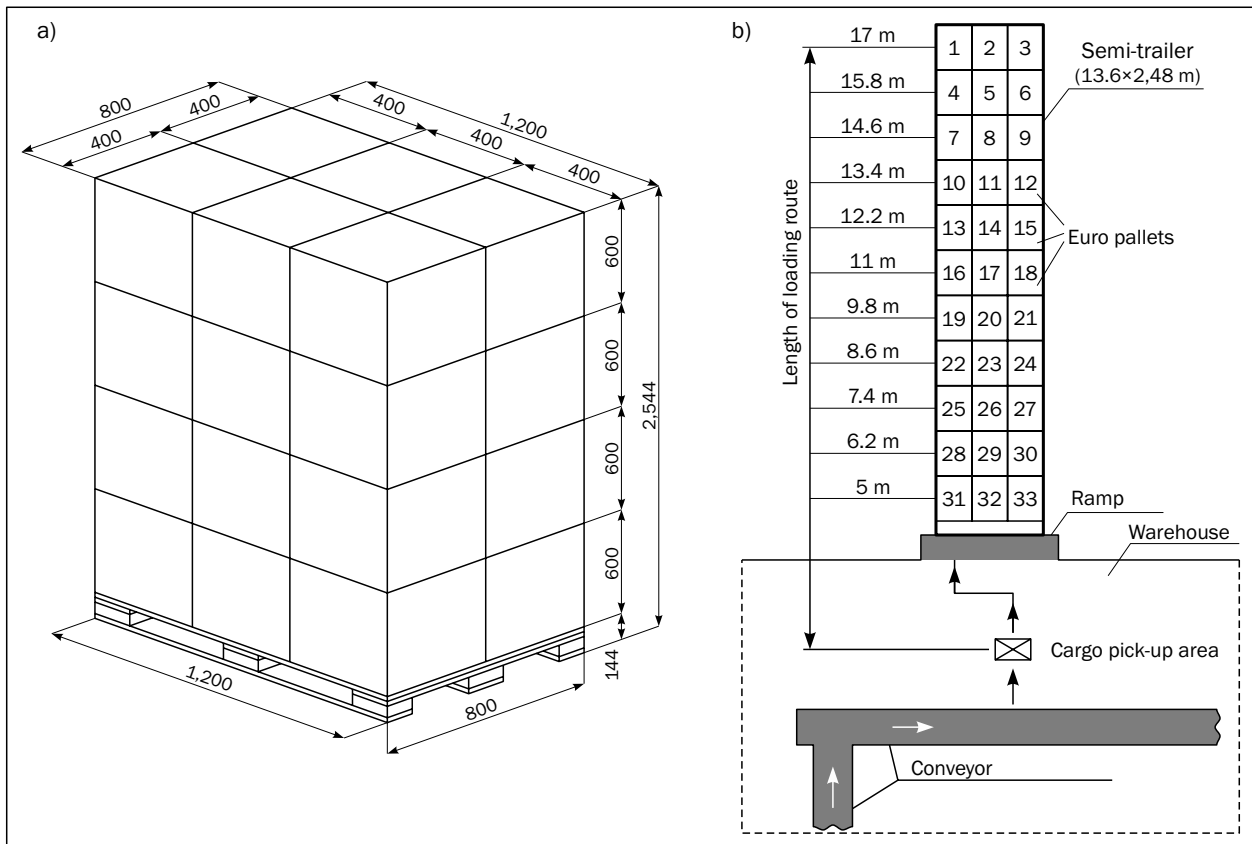 a)
800
400
400
400
400
400
1,200
600
600
600
600
2,544
144
1,200
800
b)
17 m
15.8 m
14.6 m
13.4 m
12.2 m
11 m
9.8 m
8.6 m
7.4 m
6.2 m
5 m
Length of loading route
1 2 3
4 5 6
7 8 9
10 11 12
13 14 15
16 17 18
19 20 21
22 23 24
25 26 27
28 29 30
31 32 33
Semi-trailer
(13.6×2,48 m)
Euro pallets
Ramp
Warehouse
Cargo pick-up area
Conveyor